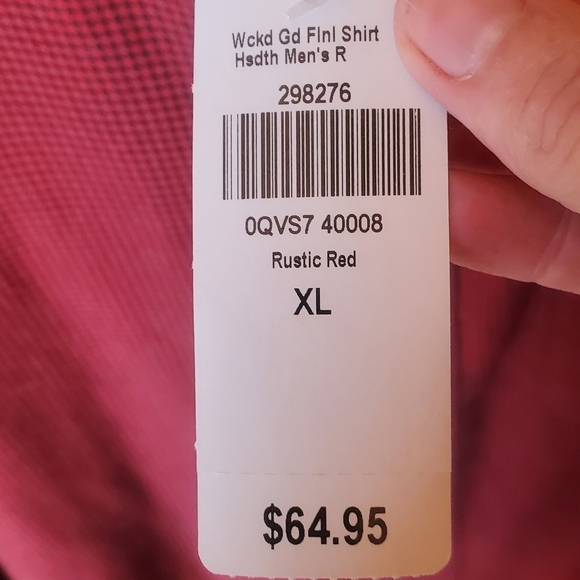 Wckd Gd Flnl Shirt
Hsdth Men's R
298276
0QVS7 40008
Rustic Red
XL
$64.95